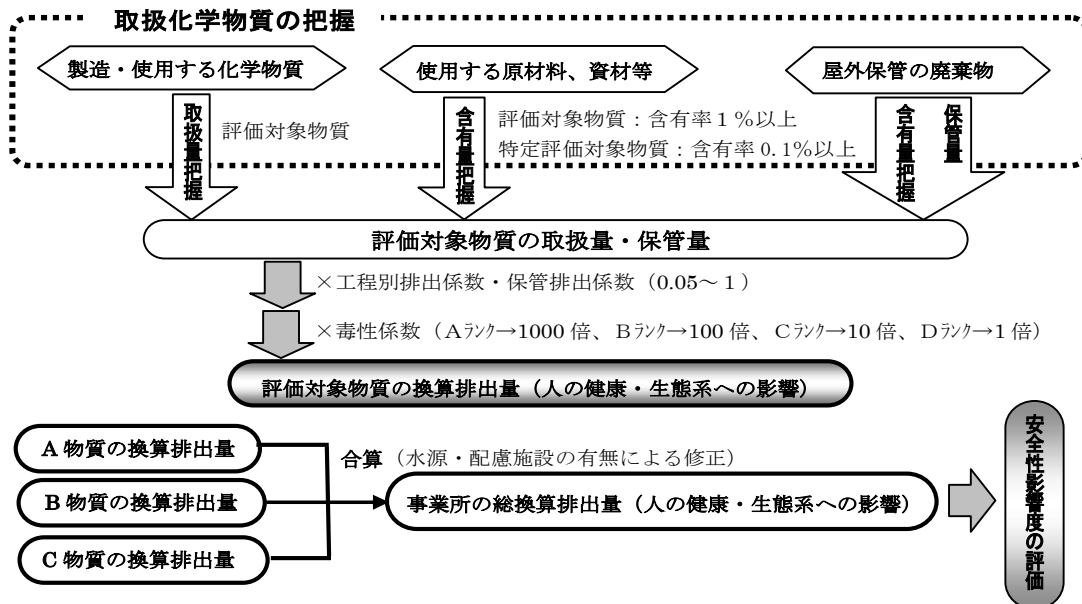 取扱化学物質の把握
製造・使用する化学物質
使用する原材料、資材等
屋外保管の廃棄物
取扱量把握
評価対象物質
含有量把握
評価対象物質：含有率１%以上
特定評価対象物質：含有率 0.1%以上
保管量
含有量把握
評価対象物質の取扱量・保管量
×工程別排出係数・保管排出係数（0.05～１）
×毒性係数（Ａﾗﾝｸ→1000 倍、Ｂﾗﾝｸ→100 倍、Ｃﾗﾝｸ→10 倍、Ｄﾗﾝｸ→1 倍）
評価対象物質の換算排出量（人の健康・生態系への影響）
A 物質の換算排出量
B 物質の換算排出量
C 物質の換算排出量
合算（水源・配慮施設の有無による修正）
事業所の総換算排出量（人の健康・生態系への影響）
安全性影響度の評価